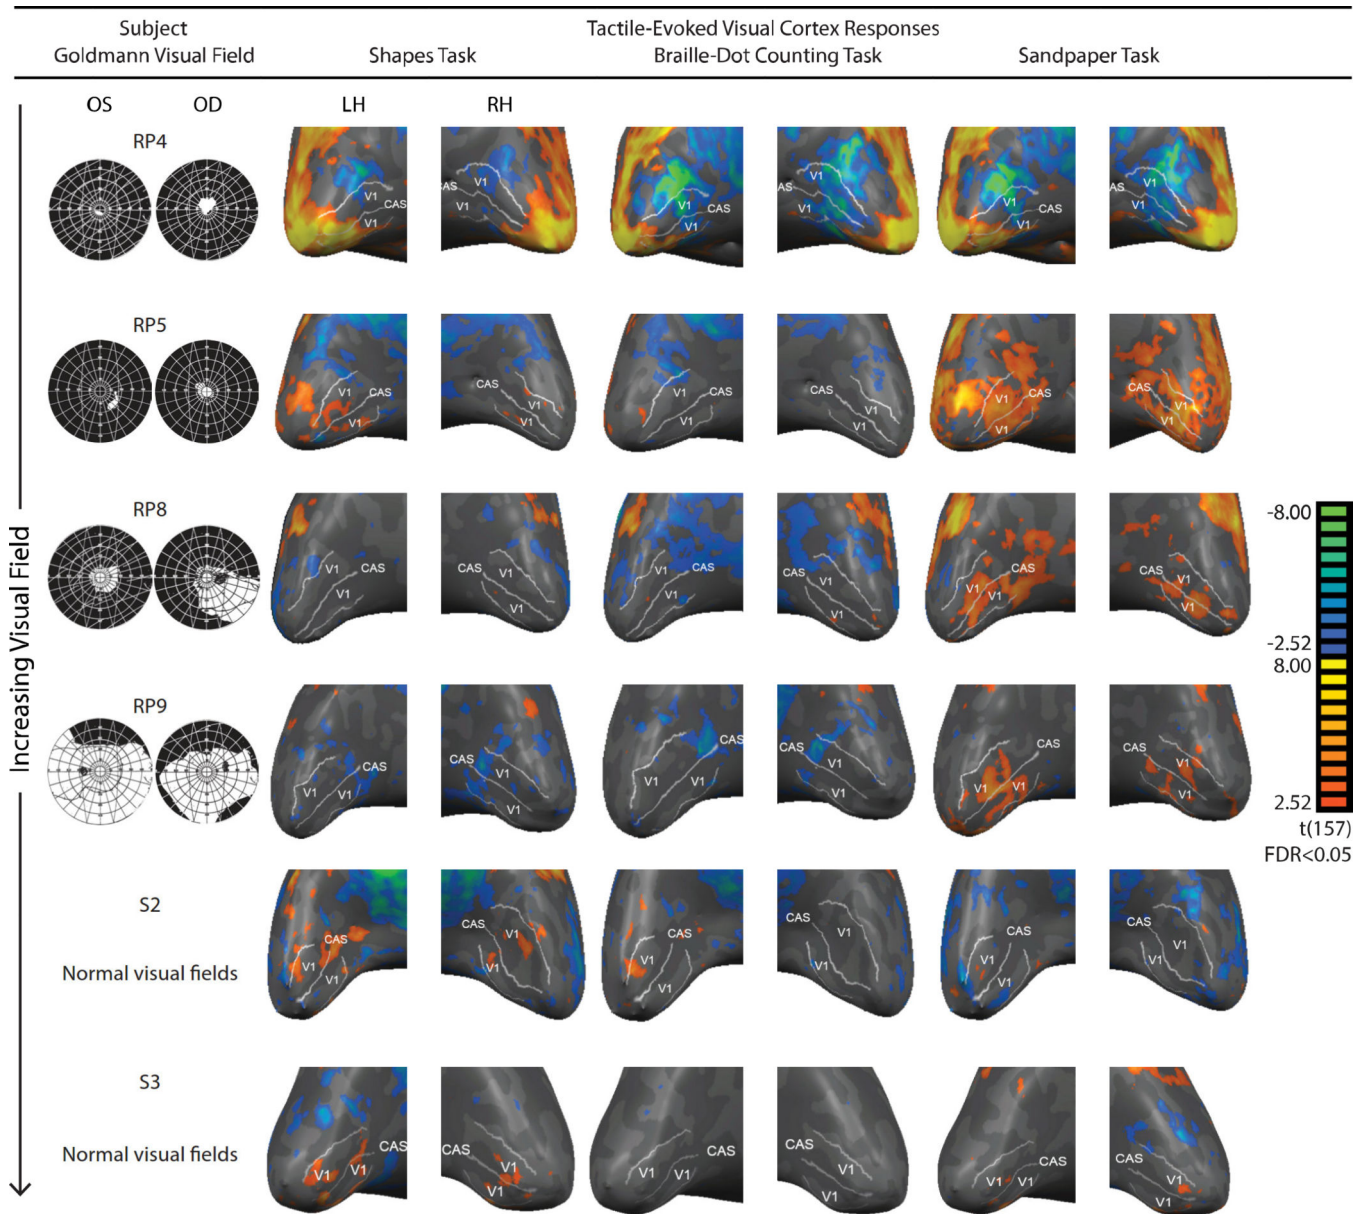 Subject
Goldmann Visual Field
Tactile-Evoked Visual Cortex Responses
Shapes Task
Braille-Dot Counting Task
Sandpaper Task
OS OD LH RH
Increasing Visual Field
RP4
CAS V1 V1 V1 CAS V1 CAS V1 V1 V1 CAS V1 CAS V1 V1 V1 CAS V1 CAS V1 V1
RP5
V1 CAS V1 CAS V1 V1 V1 CAS V1 CAS V1 V1 V1 CAS V1 CAS V1 V1
RP8
V1 CAS V1 CAS V1 V1 V1 CAS V1 CAS V1 V1 V1 CAS V1 CAS V1 V1
RP9
V1 CAS V1 CAS V1 V1 V1 CAS V1 CAS V1 V1 V1 CAS V1 CAS V1 V1
S2
Normal visual fields
V1 CAS V1 CAS V1 V1 V1 CAS V1 CAS V1 V1 V1 CAS V1 CAS V1 V1
S3
Normal visual fields
V1 V1 CAS CAS V1 V1 V1 V1 CAS CAS V1 V1 V1 V1 CAS CAS V1 V1
-8.00
-2.52
8.00
2.52
t(157)
FDR<0.05